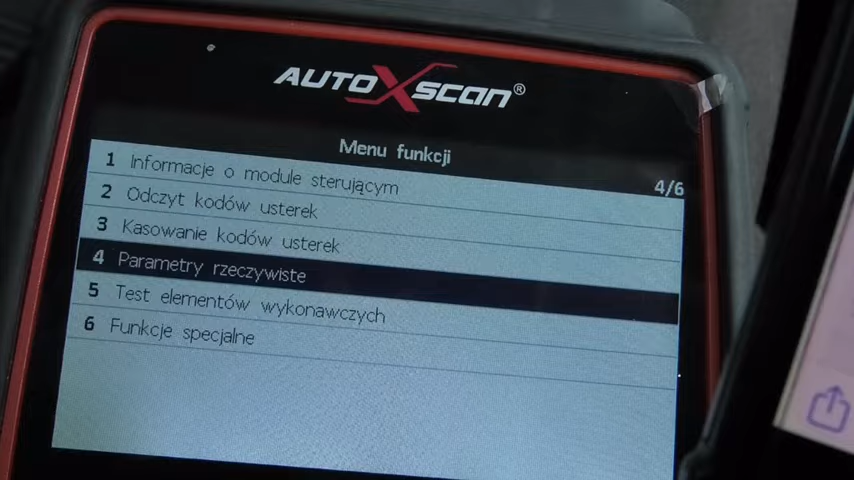 AUTOXSCAN®
Menu funkcji
4/6
1 Informacje o module sterującym
2 Odczyt kodów usterek
3 Kasowanie kodów usterek
4 Parametry rzeczywiste
5 Test elementów wykonawczych
6 Funkcje specjalne